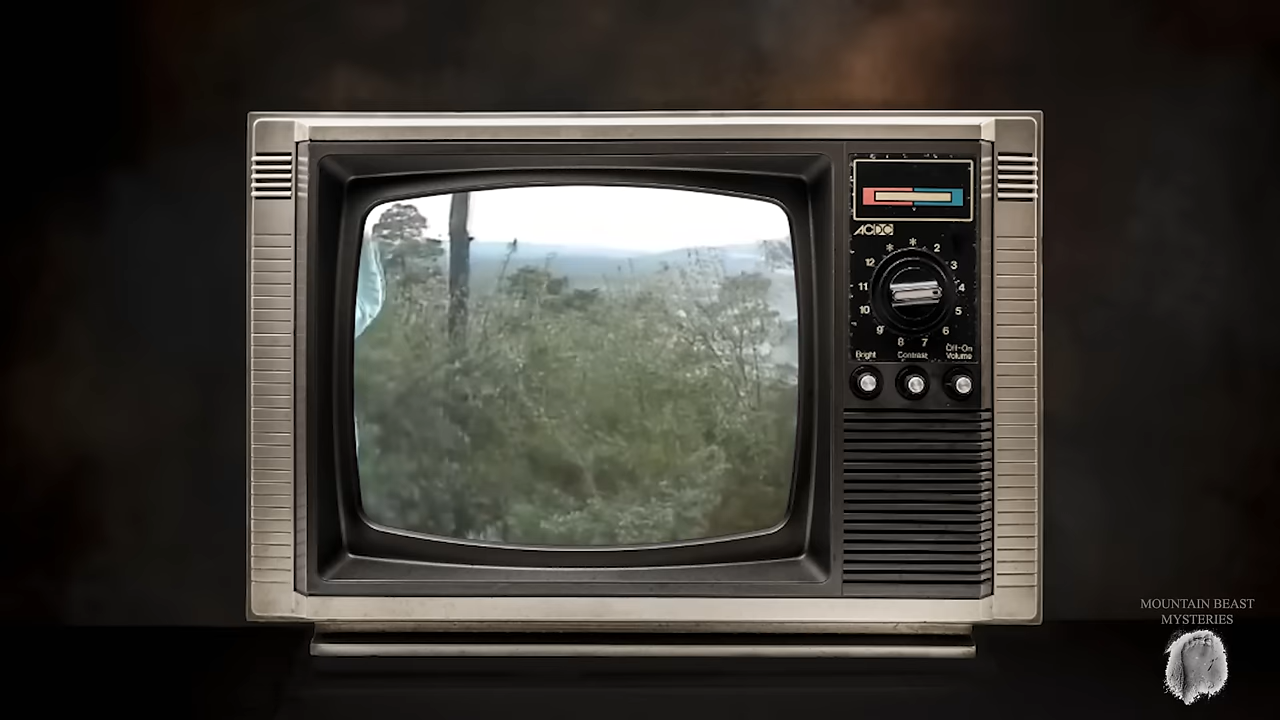 ACDC
* *
2
3
4
5
6
7
8
9
10
11
12
Bright
Contrast
Off-On
Volume
MOUNTAIN BEAST
MYSTERIES